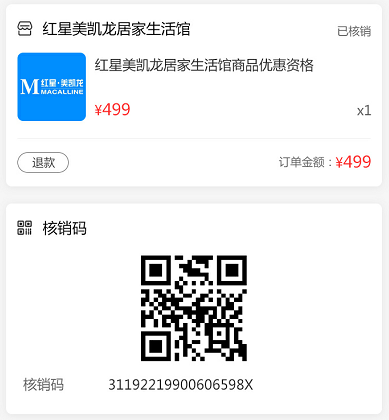 红星美凯龙居家生活馆
已核销
红星·美凯龙
MACALLINE
M
红星美凯龙居家生活馆商品优惠资格
¥499
x1
退款
订单金额：¥499
核销码
核销码 31192219900606598X